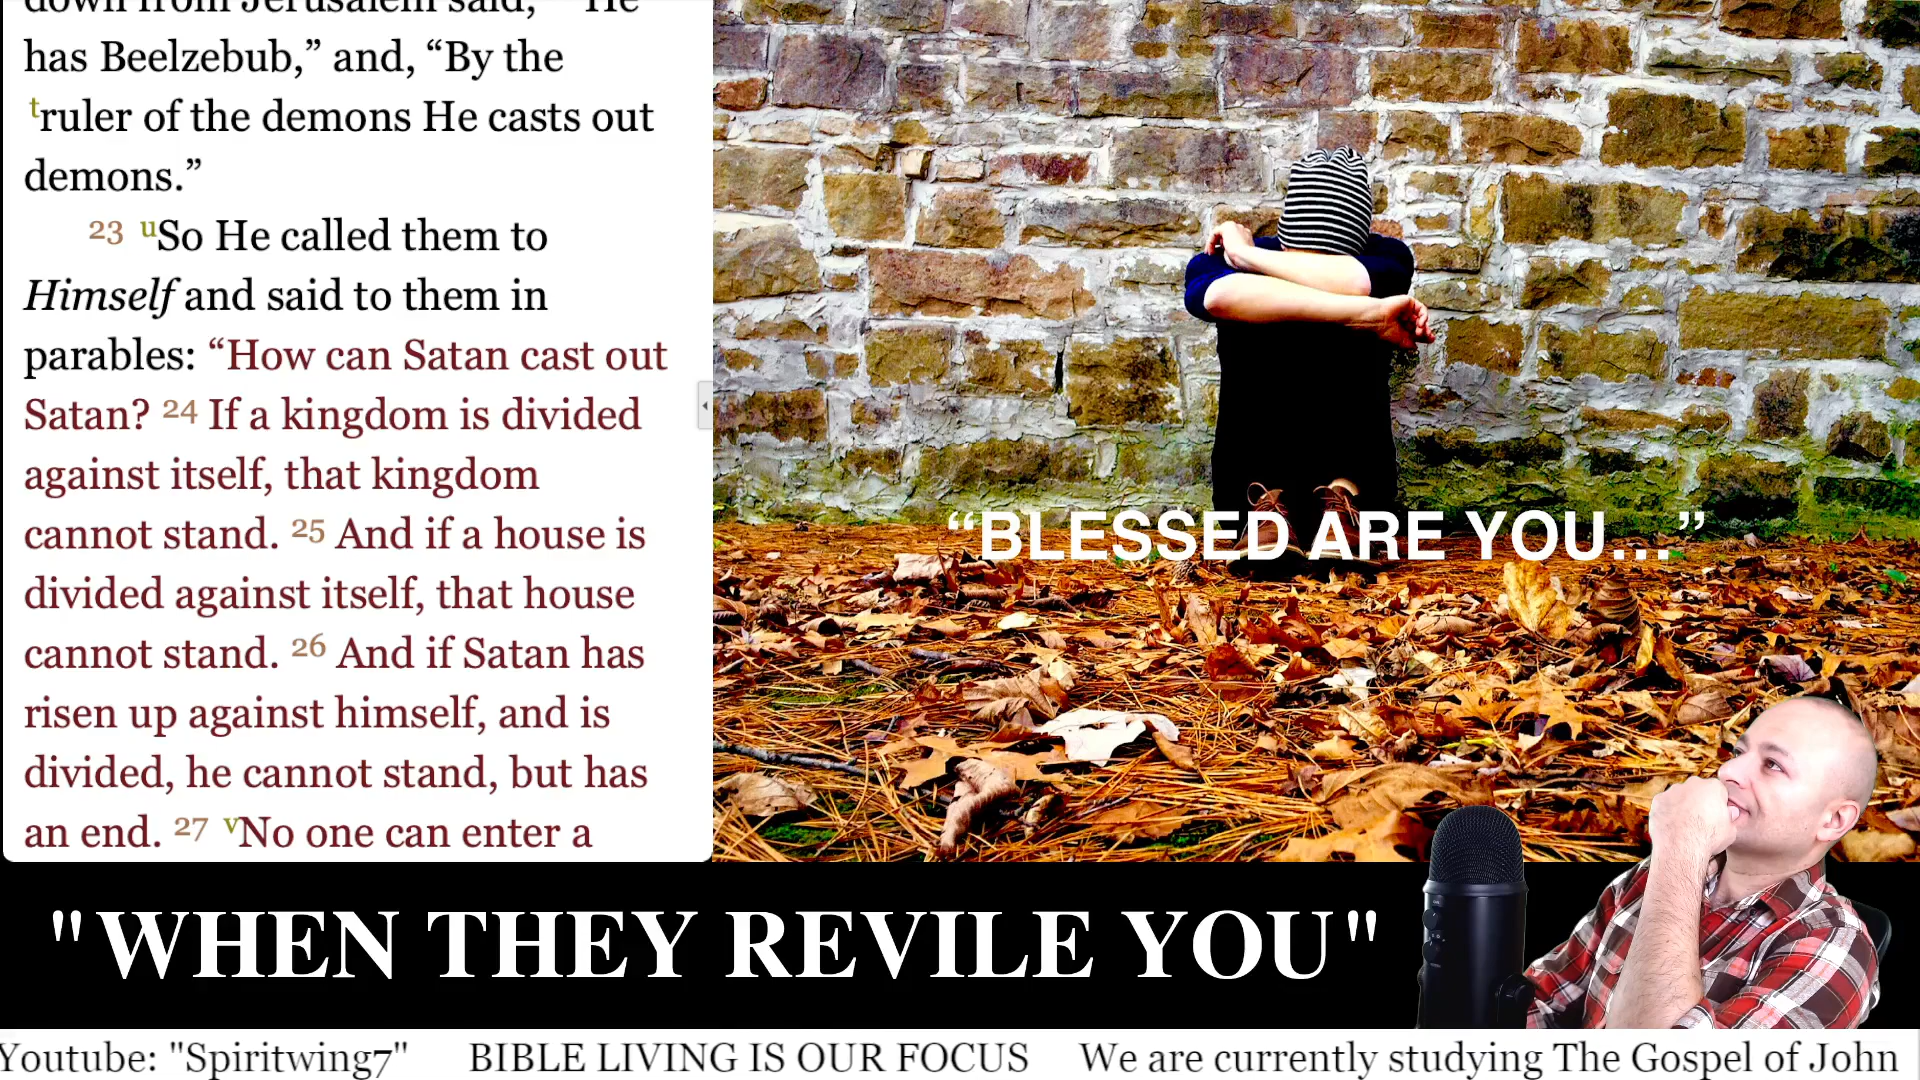 down from Jerusalem said, "He
has Beelzebub,” and, “By the
truler of the demons He casts out
demons.”
23 uSo He called them to
Himself and said to them in
parables: “How can Satan cast out
Satan? 24 If a kingdom is divided
against itself, that kingdom
cannot stand. 25 And if a house is
divided against itself, that house
cannot stand. 26 And if Satan has
risen up against himself, and is
divided, he cannot stand, but has
an end. 27 vNo one can enter a
“BLESSED ARE YOU...”
"WHEN THEY REVILE YOU"
Youtube: "Spiritwing7" BIBLE LIVING IS OUR FOCUS We are currently studying The Gospel of John